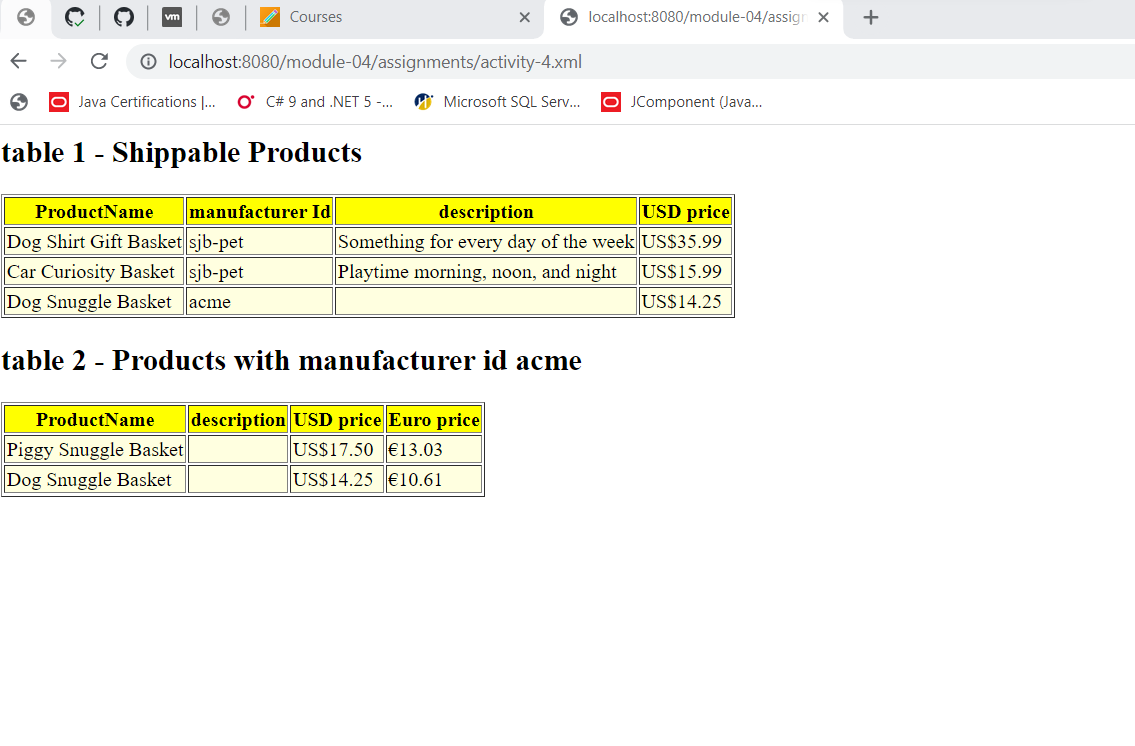 vm Courses localhost:8080/module-04/assign
localhost:8080/module-04/assignments/activity-4.xml
Java Certifications |... C# 9 and .NET 5 -... Microsoft SQL Serv... JComponent (Java...
table 1 - Shippable Products
ProductName manufacturer Id description USD price
Dog Shirt Gift Basket sjb-pet Something for every day of the week US$35.99
Car Curiosity Basket sjb-pet Playtime morning, noon, and night US$15.99
Dog Snuggle Basket acme US$14.25
table 2 - Products with manufacturer id acme
ProductName description USD price Euro price
Piggy Snuggle Basket US$17.50 €13.03
Dog Snuggle Basket US$14.25 €10.61